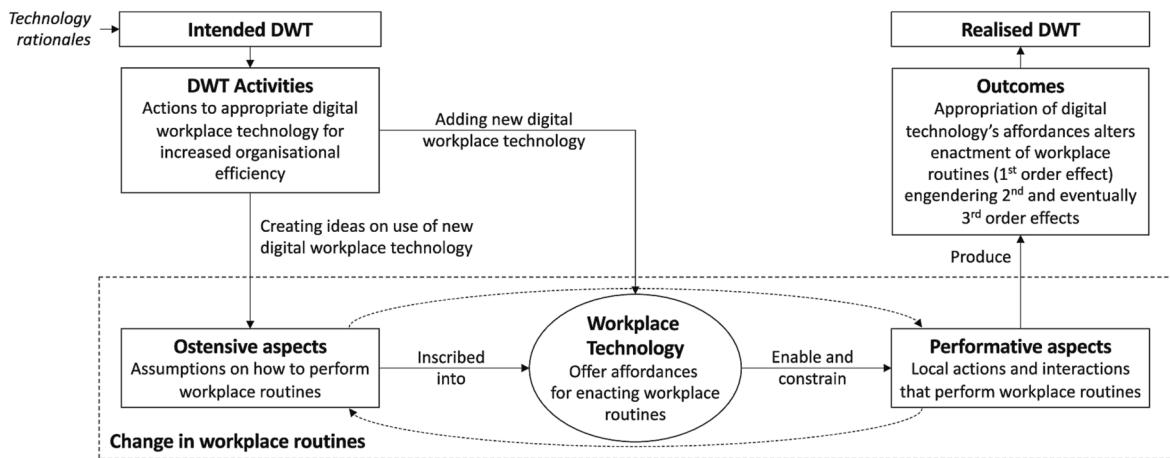 Technology
rationales
Intended DWT
DWT Activities
Actions to appropriate digital
workplace technology for
increased organisational
efficiency
Adding new digital
workplace technology
Creating ideas on use of new
digital workplace technology
Realised DWT
Outcomes
Appropriation of digital
technology's affordances alters
enactment of workplace
routines (1st order effect)
engendering 2nd and eventually
3rd order effects
Produce
Ostensive aspects
Assumptions on how to perform
workplace routines
Inscribed
into
Workplace
Technology
Offer affordances
for enacting workplace
routines
Enable and
constrain
Performative aspects
Local actions and interactions
that perform workplace routines
Change in workplace routines